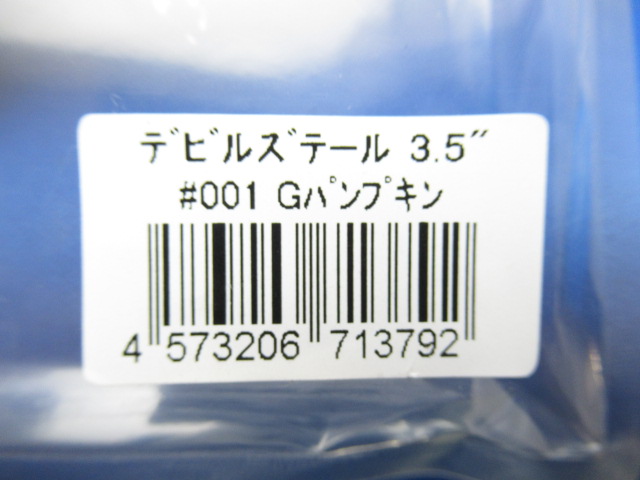 ﾃﾞﾋﾞﾙｽﾞﾃｰﾙ 3.5"
#001 Gﾊﾟﾝﾌﾟｷﾝ
4 573206 713792